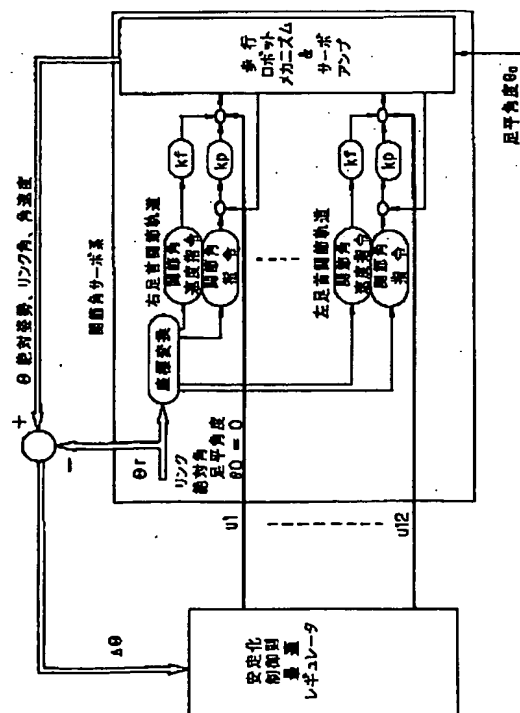 θ 絶対姿勢、リンク角、角速度
+
−
Δθ
関節角サーボ系
歩行
ロボット
メカニズム
&
サーボ
アンプ
足平角度θ0
右足首関節軌道
関節角
速度指令
関節角
指令
kf
kp
座標変換
θr
リンク
絶対角
足平角度
θ0 = 0
左足首関節軌道
関節角
速度指令
関節角
指令
kf
kp
u1
u12
安定化
制御則
最適
レギュレータ